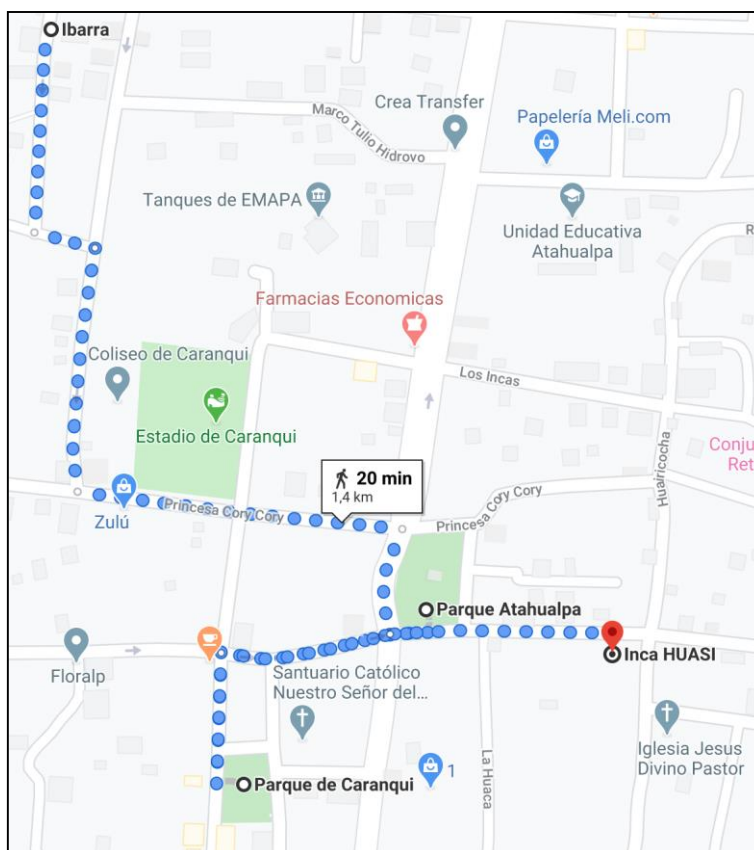 Ibarra
Crea Transfer
Marco Tulio Hidrovo
Papelería Meli.com
Tanques de EMAPA
Unidad Educativa
Atahualpa
R
Farmacias Economicas
Coliseo de Caranqui
Los Incas
Estadio de Caranqui
Conju
Ret
Huairicocha
20 min
1,4 km
Princesa Cory Cory
Princesa Cory Cory
Zulú
Parque Atahualpa
Inca HUASI
Floralp
Santuario Católico
Nuestro Señor del...
Iglesia Jesus
Divino Pastor
La Huaca
1
Parque de Caranqui